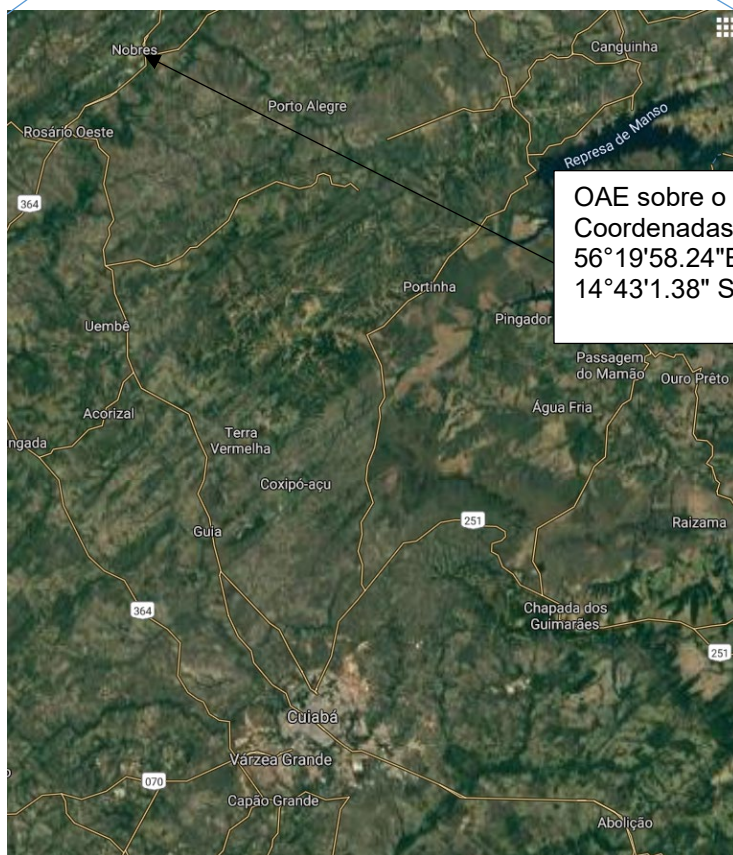 Nobres
Canguinha
Porto Alegre
Rosário Oeste
Represa de Manso
364
OAE sobre o
Coordenadas
56°19'58.24"E
14°43'1.38" S
Portinha
Uembê
Pingador
Passagem
do Mamão
Ouro Prêto
Acorizal
Água Fria
Terra
Vermelha
ngada
Coxipó-açu
251
Raizama
Guia
364
Chapada dos
Guimarães
251
Cuiabá
Várzea Grande
070
Capão Grande
Abolição